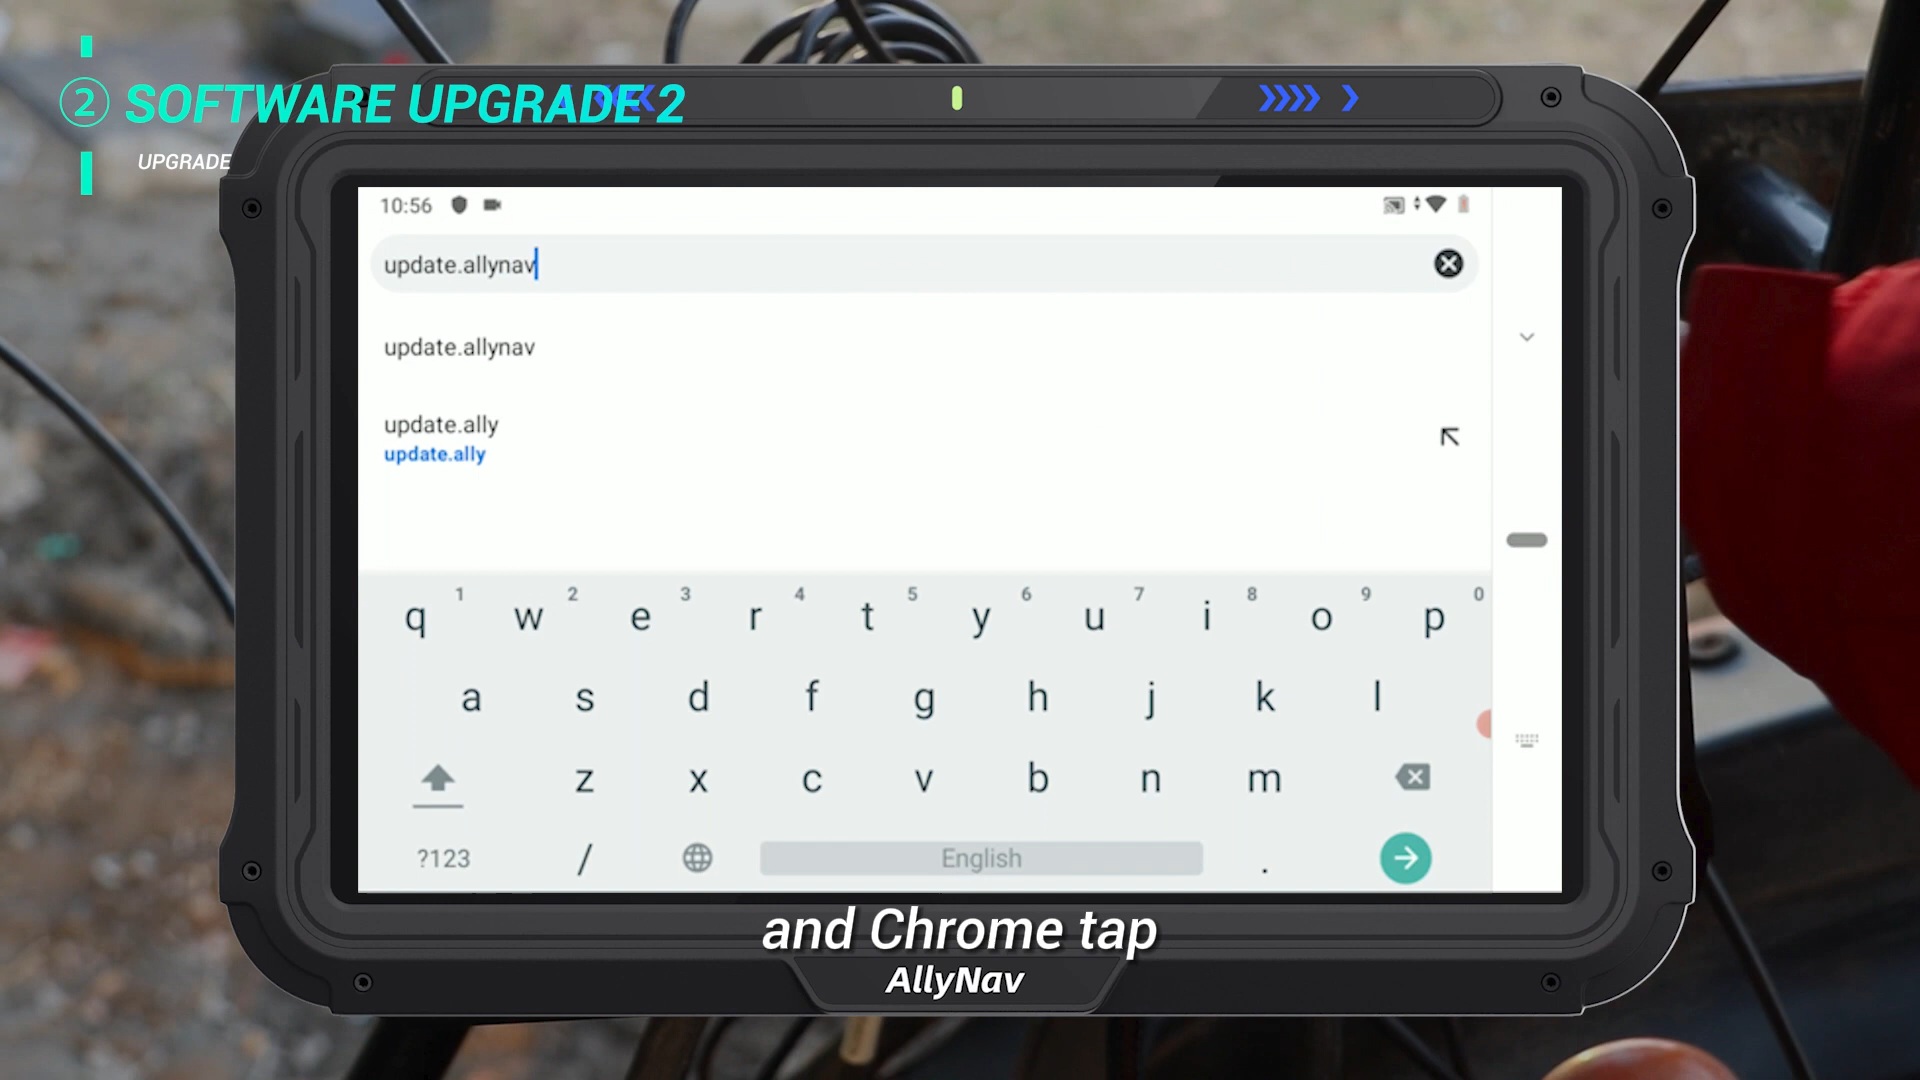 ② SOFTWARE UPGRADE 2
UPGRADE
10:56
update.allynav
update.allynav
update.ally
update.ally
q 1 w 2 e 3 r 4 t 5 y 6 u 7 i 8 o 9 p 0
a s d f g h j k l
z x c v b n m
?123 / English .
and Chrome tap
AllyNav